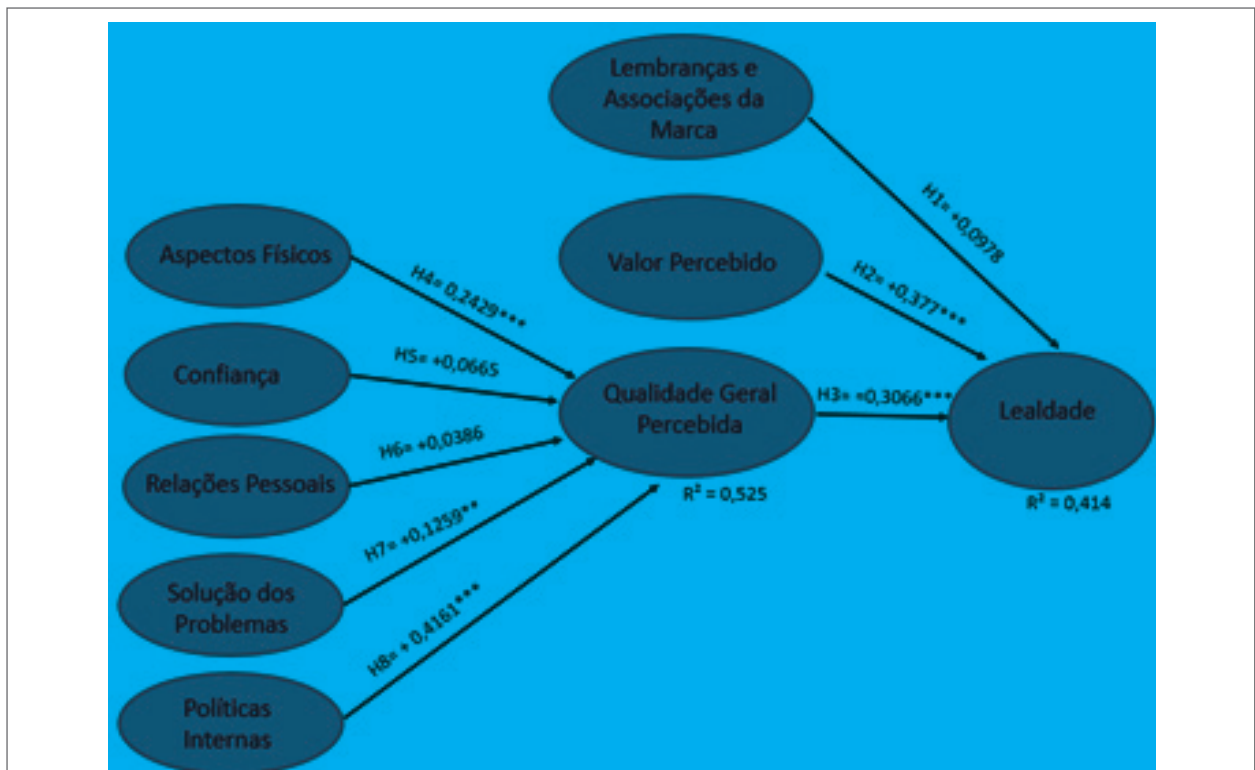 Lembranças e
Associações da
Marca
H1= +0,0978
Valor Percebido
H2= +0,377***
Aspectos Físicos
H4= 0,2429***
Confiança
H5= +0,0665
Qualidade Geral
Percebida
R² = 0,525
H3= =0,3066***
Lealdade
R² = 0,414
Relações Pessoais
H6= +0,0386
Solução dos
Problemas
H7= +0,1259**
Políticas
Internas
H8= + 0,4161***